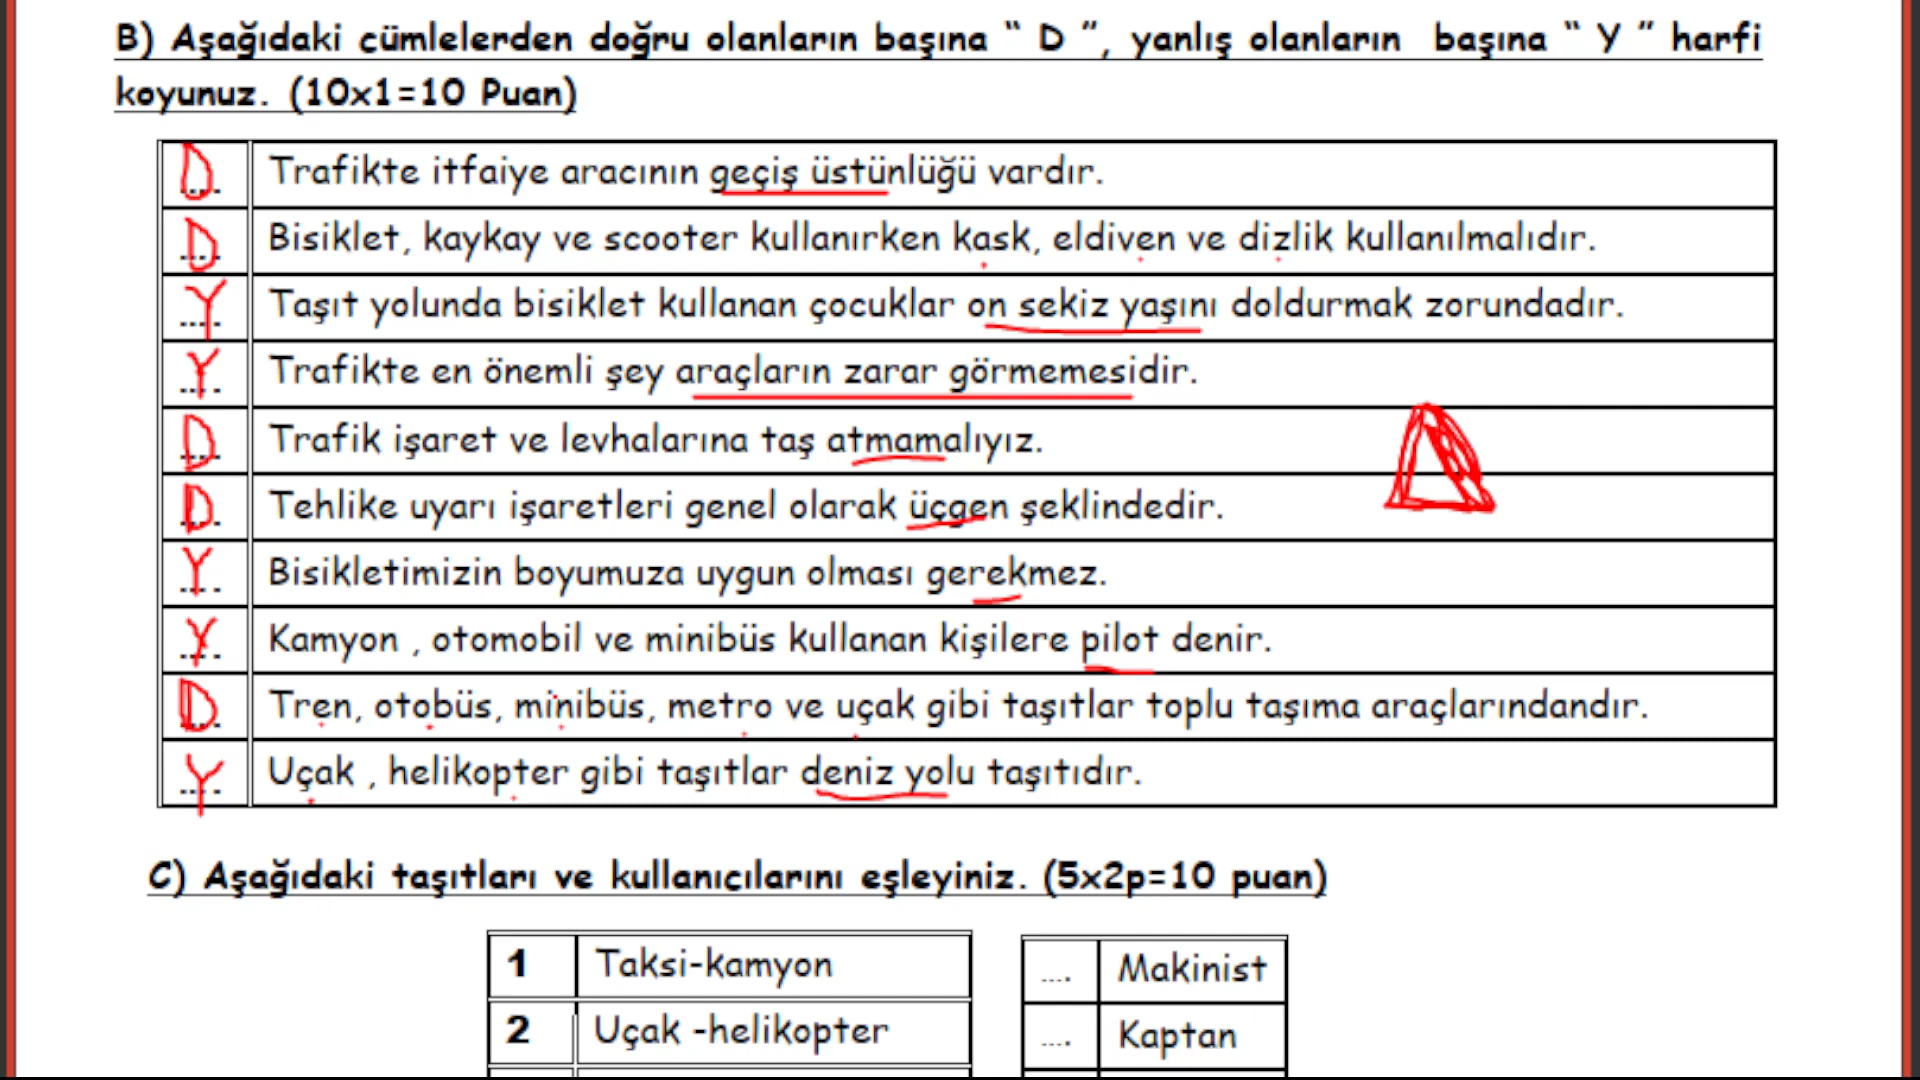 B) Aşağıdaki cümlelerden doğru olanların başına “ D ”, yanlış olanların başına “ Y ” harfi
koyunuz. (10x1=10 Puan)
D .... Trafikte itfaiye aracının geçiş üstünlüğü vardır.
D .... Bisiklet, kaykay ve scooter kullanırken kask, eldiven ve dizlik kullanılmalıdır.
Y .... Taşıt yolunda bisiklet kullanan çocuklar on sekiz yaşını doldurmak zorundadır.
Y .... Trafikte en önemli şey araçların zarar görmemesidir.
D .... Trafik işaret ve levhalarına taş atmamalıyız.
D .... Tehlike uyarı işaretleri genel olarak üçgen şeklindedir.
Y .... Bisikletimizin boyumuza uygun olması gerekmez.
Y .... Kamyon , otomobil ve minibüs kullanan kişilere pilot denir.
D .... Tren, otobüs, minibüs, metro ve uçak gibi taşıtlar toplu taşıma araçlarındandır.
Y .... Uçak , helikopter gibi taşıtlar deniz yolu taşıtıdır.
C) Aşağıdaki taşıtları ve kullanıcılarını eşleyiniz. (5x2p=10 puan)
1 Taksi-kamyon .... Makinist
2 Uçak -helikopter .... Kaptan